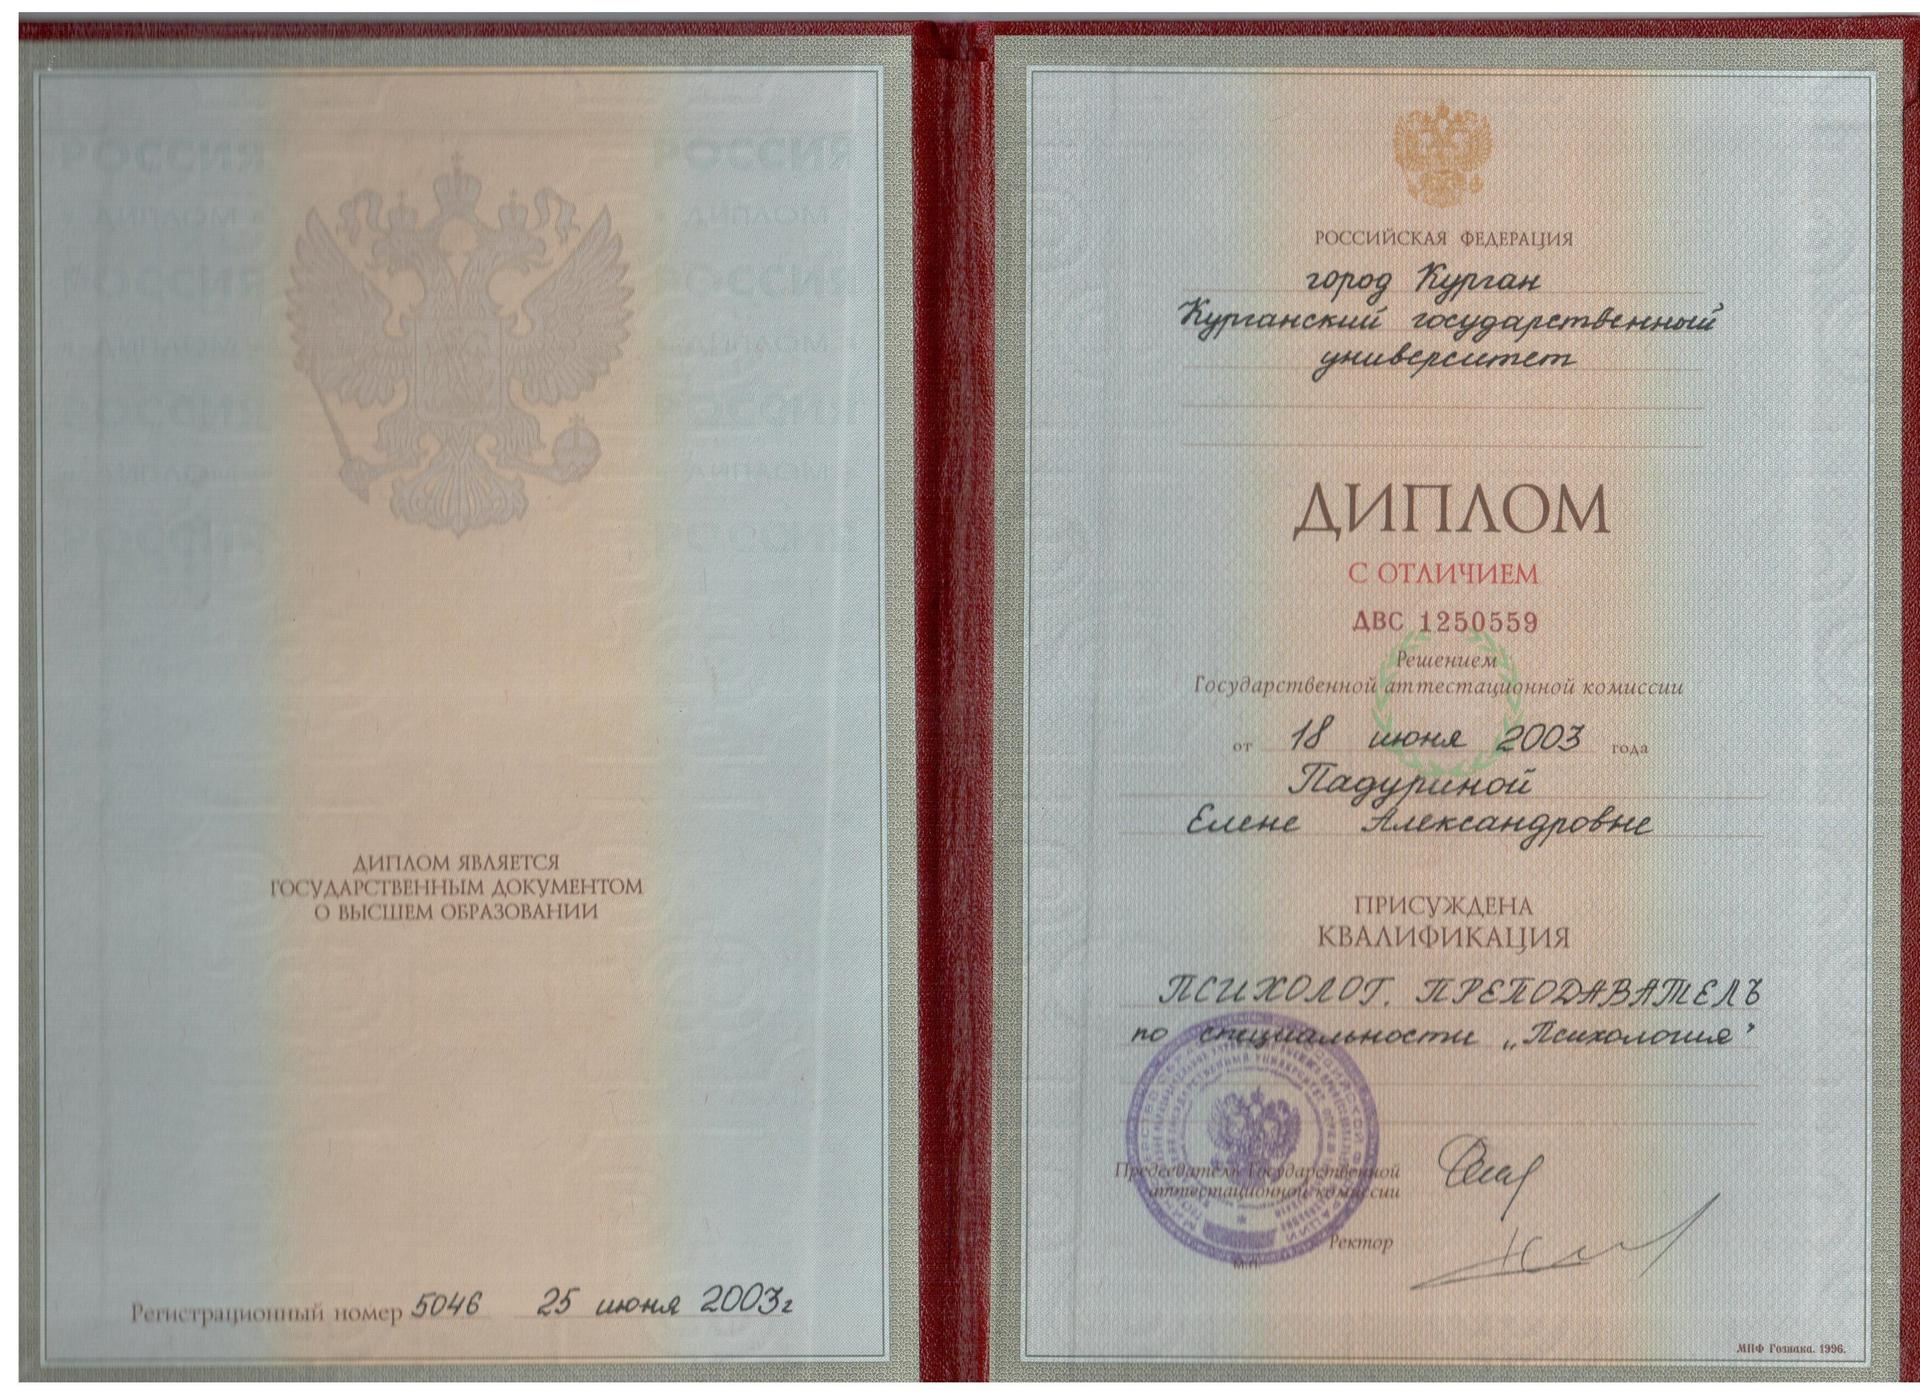 РОССИЯ РОССИЯ
ДИПЛОМ ДИПЛОМ
ДИПЛОМ ЯВЛЯЕТСЯ
ГОСУДАРСТВЕННЫМ ДОКУМЕНТОМ
О ВЫСШЕМ ОБРАЗОВАНИИ
Регистрационный номер 5046 25 июня 2003г
РОССИЙСКАЯ ФЕДЕРАЦИЯ
город Курган
Курганский государственный
университет
ДИПЛОМ
С ОТЛИЧИЕМ
ДВС 1250559
Решением
Государственной аттестационной комиссии
от 18 июня 2003 года
Падуриной
Елене Александровне
ПРИСУЖДЕНА
КВАЛИФИКАЦИЯ
ПСИХОЛОГ. ПРЕПОДАВАТЕЛЬ
по специальности „Психология"
Председатель Государственной
аттестационной комиссии
Ректор
М.П.
МПФ Гознака. 1996.